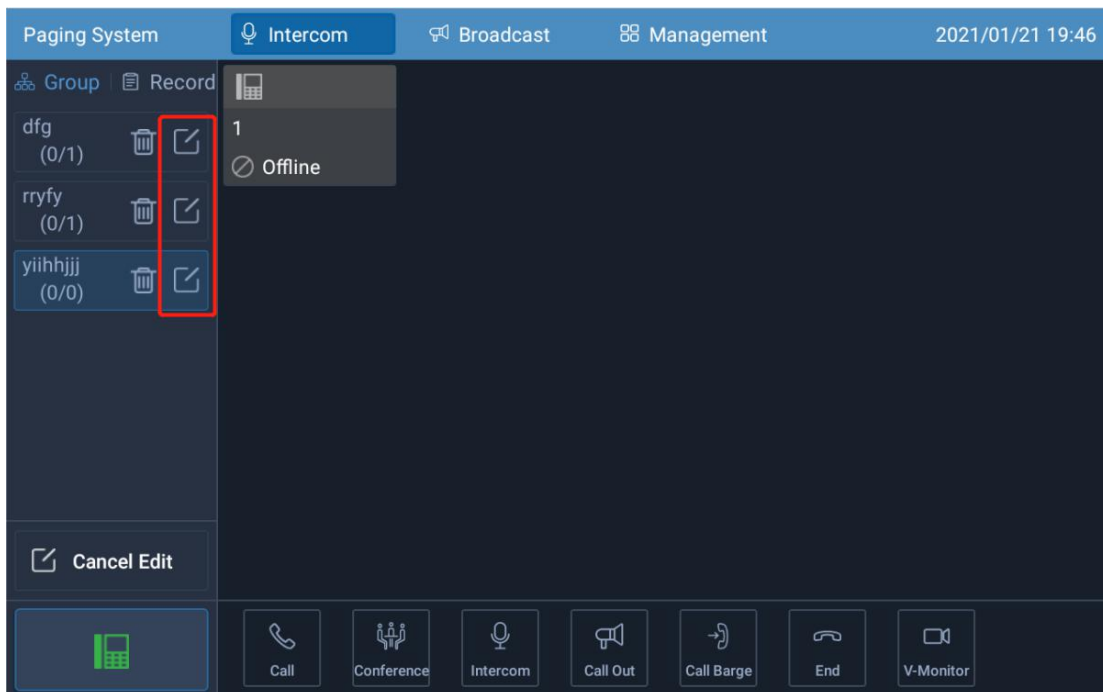 Paging System
Intercom
Broadcast
Management
2021/01/21 19:46
Group
Record
dfg
(0/1)
rryfy
(0/1)
yiihhjjj
(0/0)
1
Offline
Cancel Edit
Call
Conference
Intercom
Call Out
Call Barge
End
V-Monitor